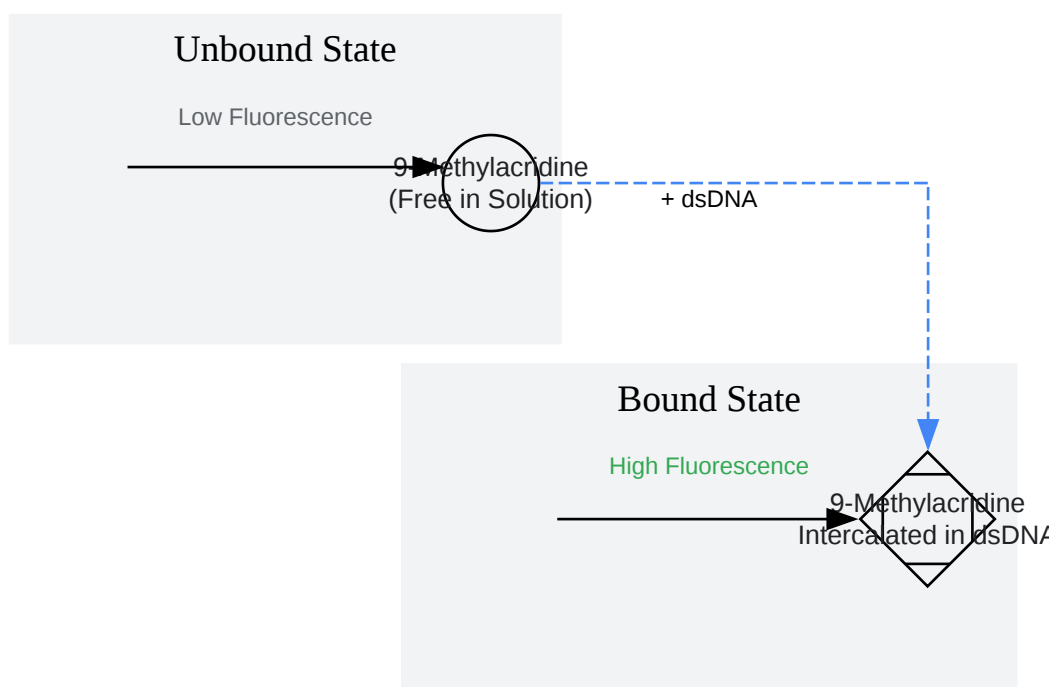 Unbound State
Low Fluorescence
9-Methylacridine
(Free in Solution)
+ dsDNA
Bound State
High Fluorescence
9-Methylacridine
Intercalated in dsDNA